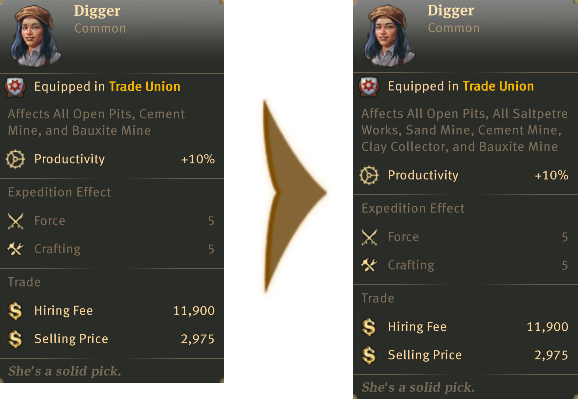 Digger
Common
Equipped in Trade Union
Affects All Open Pits, Cement
Mine, and Bauxite Mine
Productivity +10%
Expedition Effect
Force 5
Crafting 5
Trade
Hiring Fee 11,900
Selling Price 2,975
She's a solid pick.
Digger
Common
Equipped in Trade Union
Affects All Open Pits, All Saltpetre
Works, Sand Mine, Cement Mine,
Clay Collector, and Bauxite Mine
Productivity +10%
Expedition Effect
Force 5
Crafting 5
Trade
Hiring Fee 11,900
Selling Price 2,975
She's a solid pick.